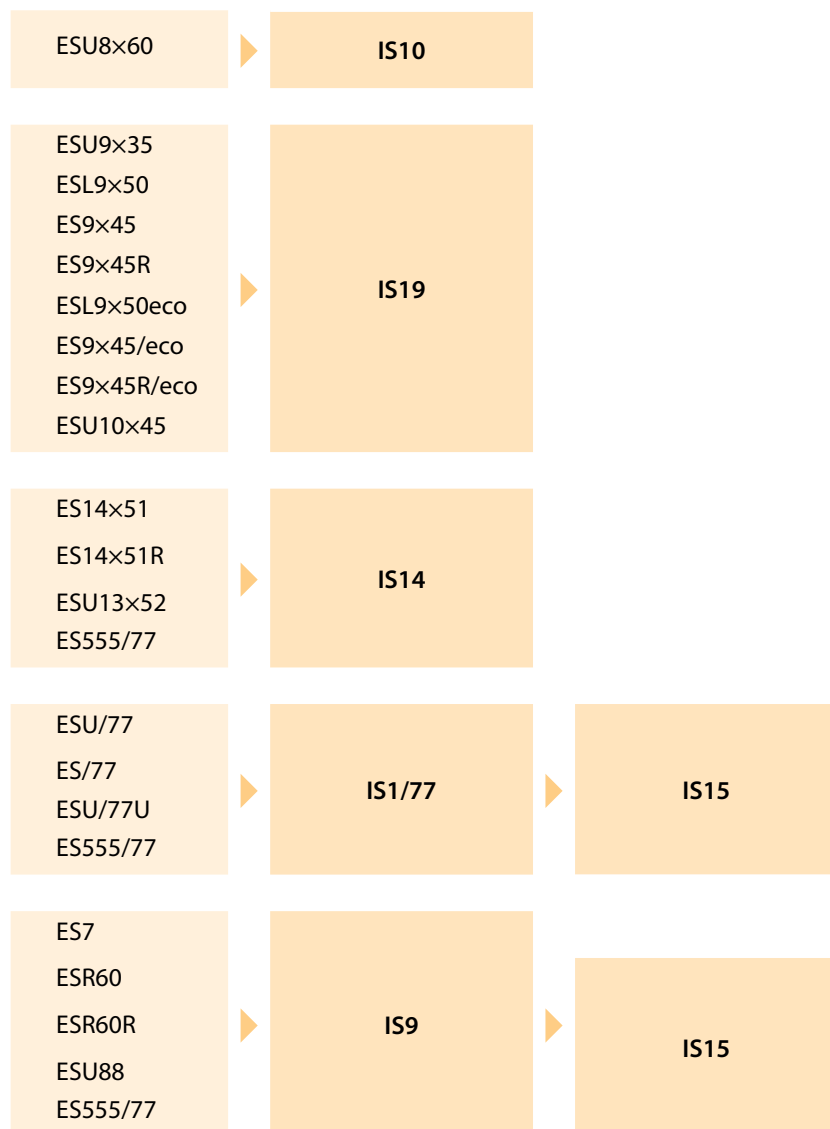 ESU8×60
IS10
ESU9×35
ESL9×50
ES9×45
ES9×45R
ESL9×50eco
ES9×45/eco
ES9×45R/eco
ESU10×45
IS19
ES14×51
ES14×51R
ESU13×52
ES555/77
IS14
ESU/77
ES/77
ESU/77U
ES555/77
IS1/77
IS15
ES7
ESR60
ESR60R
ESU88
ES555/77
IS9
IS15